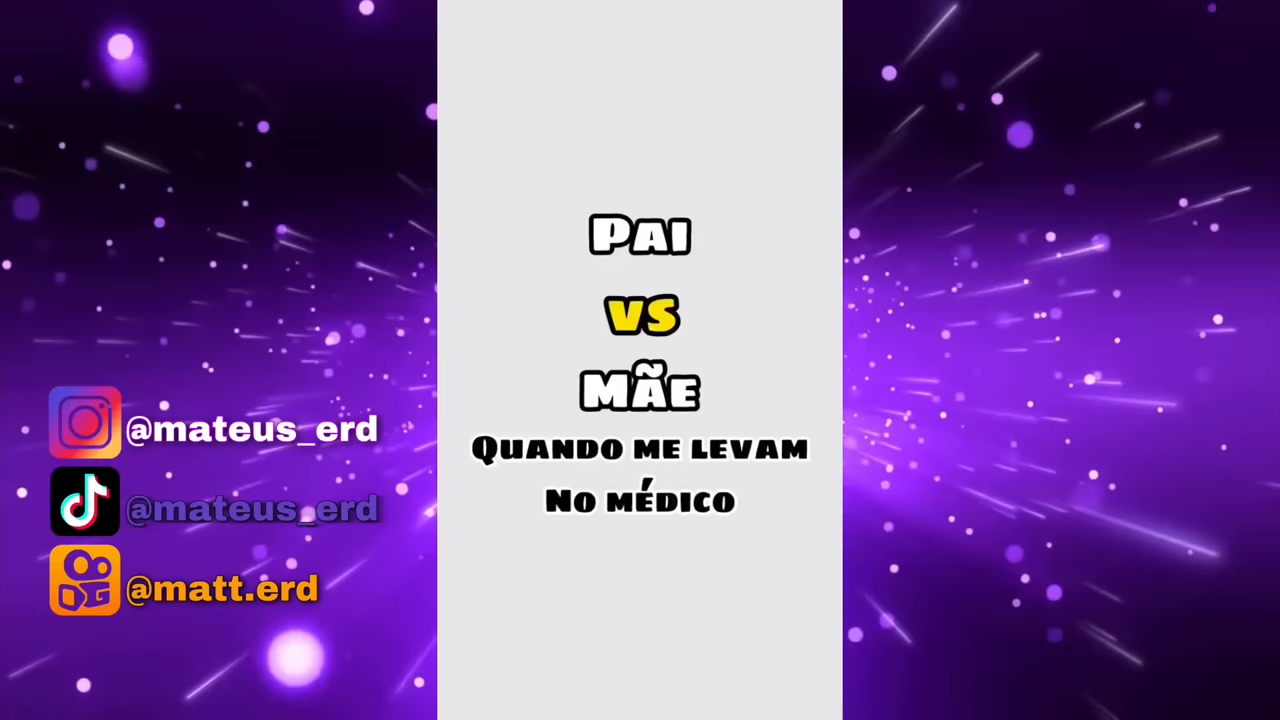 Pai
vs
Mãe
Quando me levam
No médico
@mateus_erd
@mateus_erd
@matt.erd